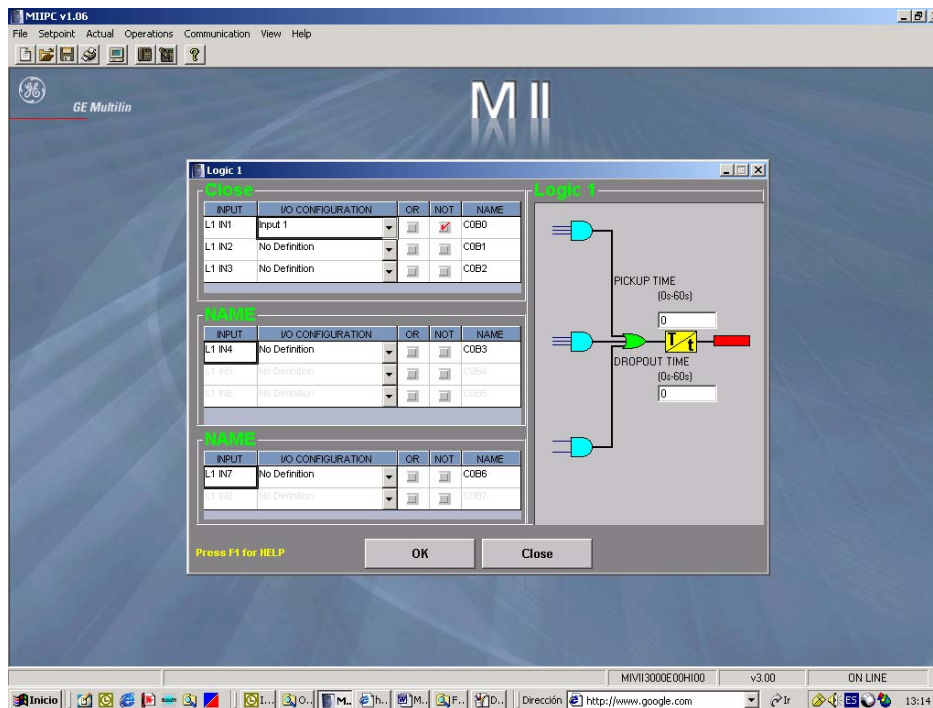 MIIPC v1.06
File Setpoint Actual Operations Communication View Help
GE Multilin
M II
Logic 1
Close
INPUT I/O CONFIGURATION OR NOT NAME
L1 IN1 Input 1 C0B0
L1 IN2 No Definition C0B1
L1 IN3 No Definition C0B2
NAME
INPUT I/O CONFIGURATION OR NOT NAME
L1 IN4 No Definition C0B3
L1 IN5 No Definition C0B4
L1 IN6 No Definition C0B5
NAME
INPUT I/O CONFIGURATION OR NOT NAME
L1 IN7 No Definition C0B6
L1 IN8 No Definition C0B7
Logic 1
PICKUP TIME
(0s-60s)
0
T t
DROPOUT TIME
(0s-60s)
0
Press F1 for HELP
OK
Close
MIVII3000E00HI00 v3.00 ON LINE
Inicio I... O.. M.. h.. M.. F.. D.. Dirección http://www.google.com Ir ES 13:14